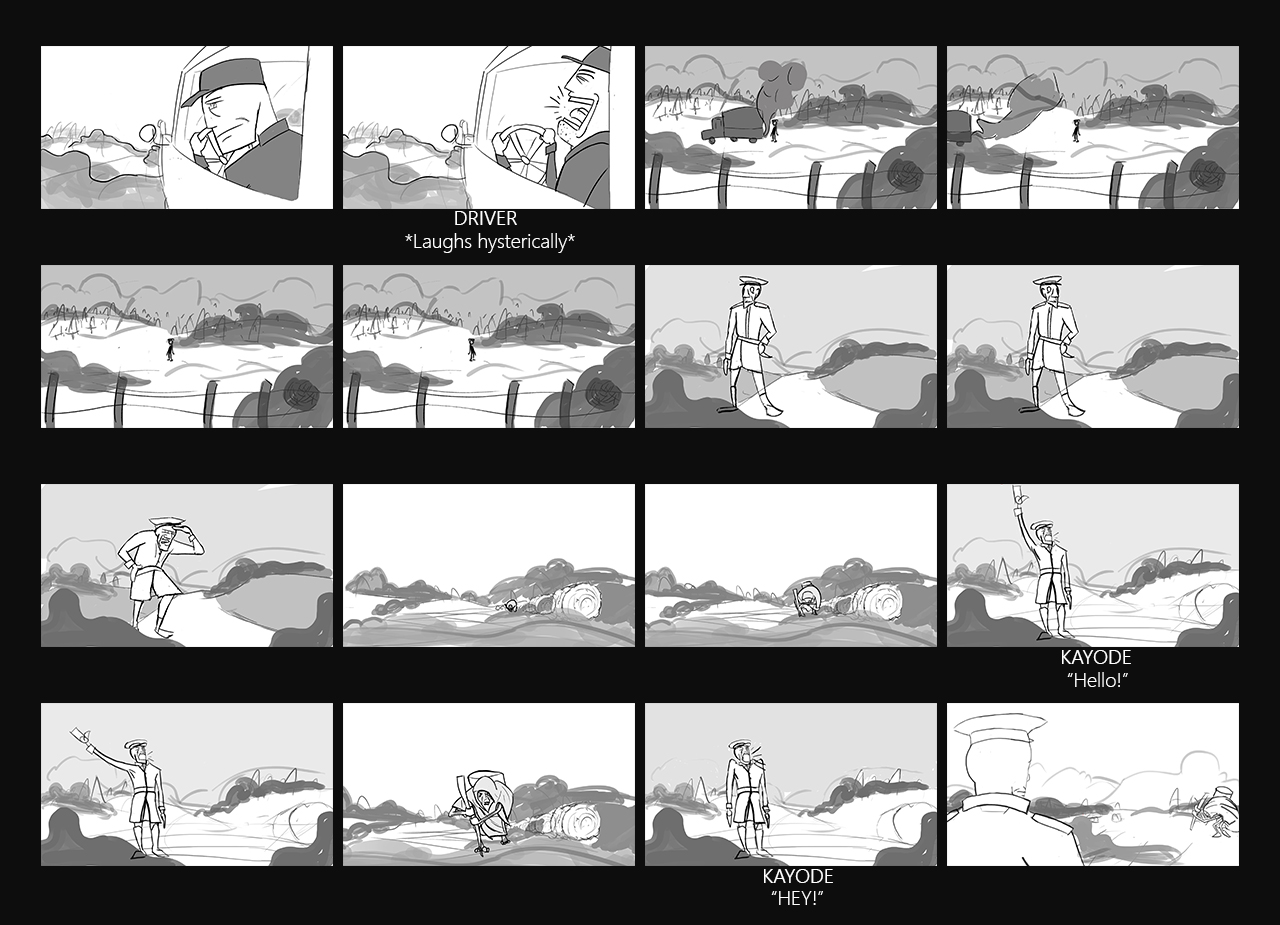 DRIVER
*Laughs hysterically*
KAYODE
“Hello!”
KAYODE
“HEY!”